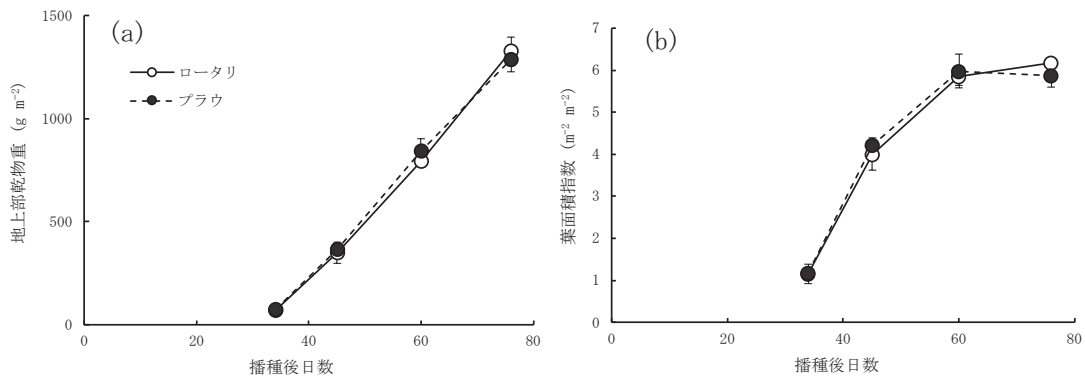 (a)
ロータリ
プラウ
地上部乾物重 (g m⁻²)
1500
1000
500
0
0 20 40 60 80
播種後日数
(b)
葉面積指数 (m⁻² m⁻²)
7
6
5
4
3
2
1
0
0 20 40 60 80
播種後日数